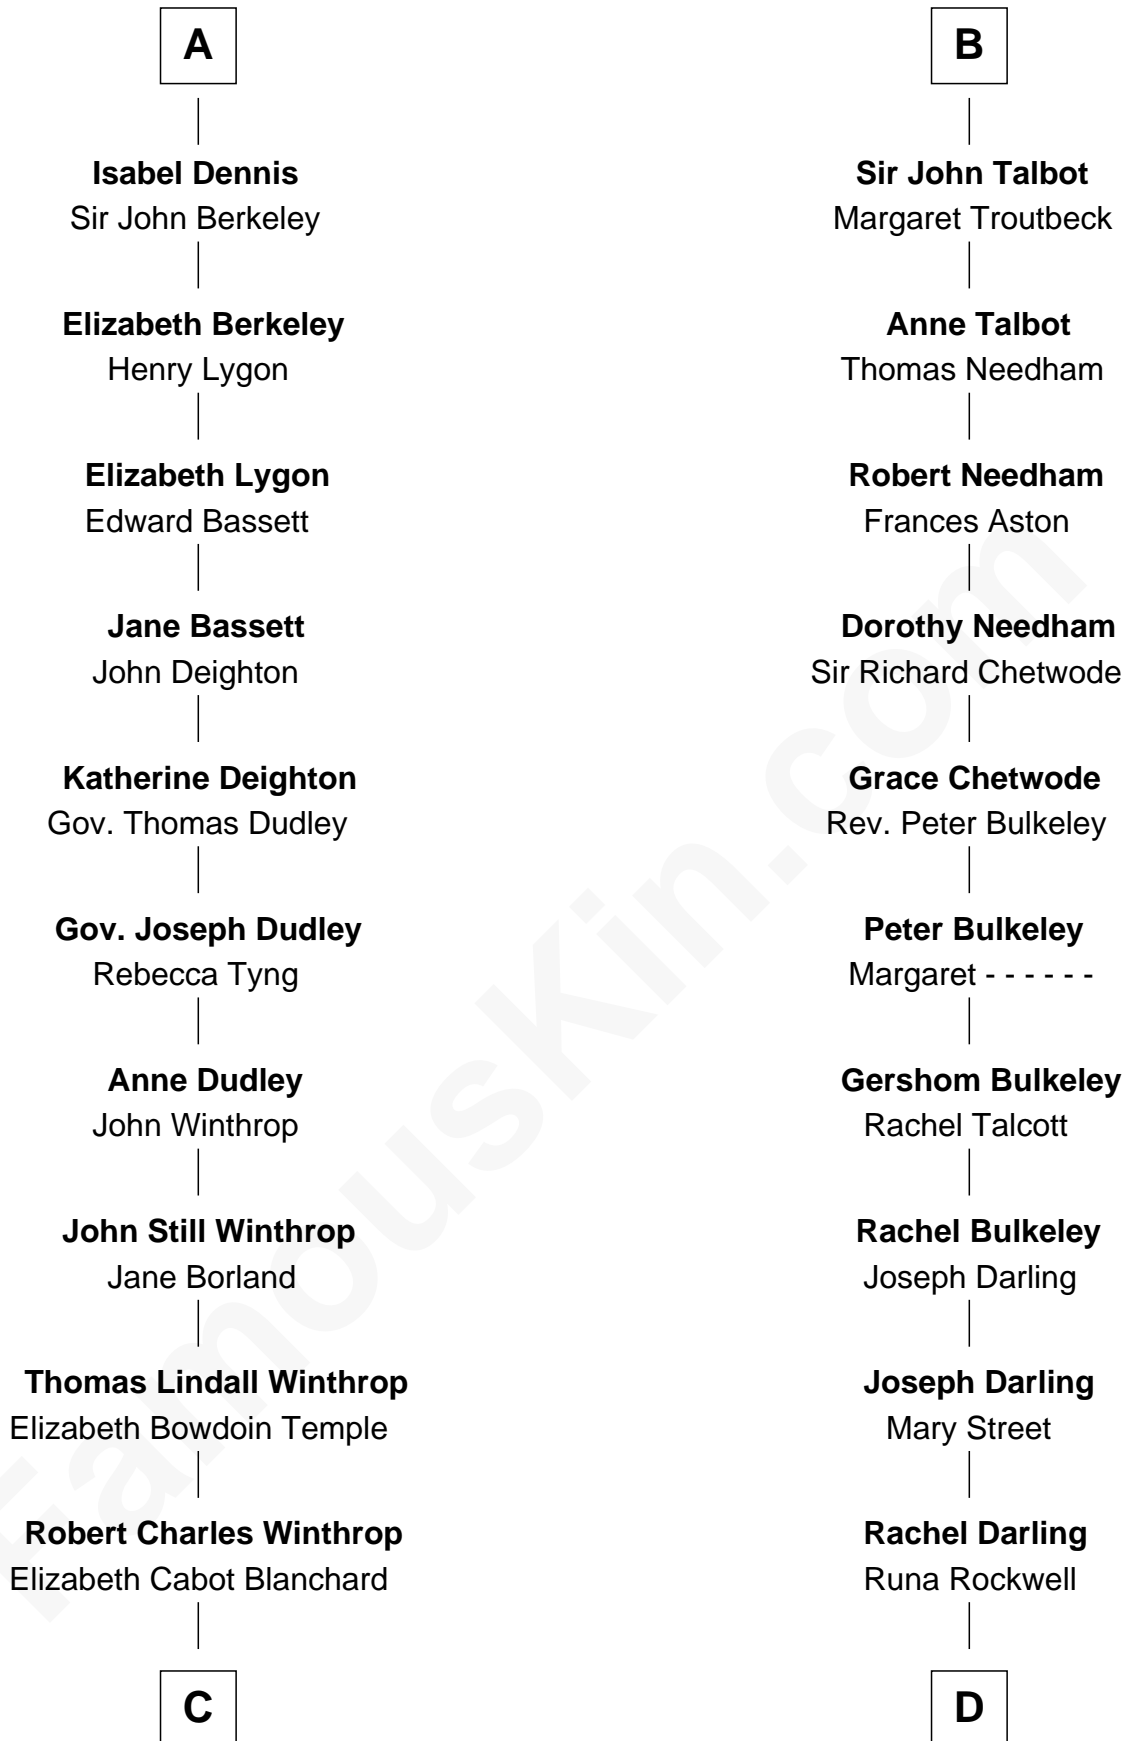 A
Isabel Dennis
Sir John Berkeley
Elizabeth Berkeley
Henry Lygon
Elizabeth Lygon
Edward Bassett
Jane Bassett
John Deighton
Katherine Deighton
Gov. Thomas Dudley
Gov. Joseph Dudley
Rebecca Tyng
Anne Dudley
John Winthrop
John Still Winthrop
Jane Borland
Thomas Lindall Winthrop
Elizabeth Bowdoin Temple
Robert Charles Winthrop
Elizabeth Cabot Blanchard
C
B
Sir John Talbot
Margaret Troutbeck
Anne Talbot
Thomas Needham
Robert Needham
Frances Aston
Dorothy Needham
Sir Richard Chetwode
Grace Chetwode
Rev. Peter Bulkeley
Peter Bulkeley
Margaret - - - - - -
Gershom Bulkeley
Rachel Talcott
Rachel Bulkeley
Joseph Darling
Joseph Darling
Mary Street
Rachel Darling
Runa Rockwell
D
FamousKin.com